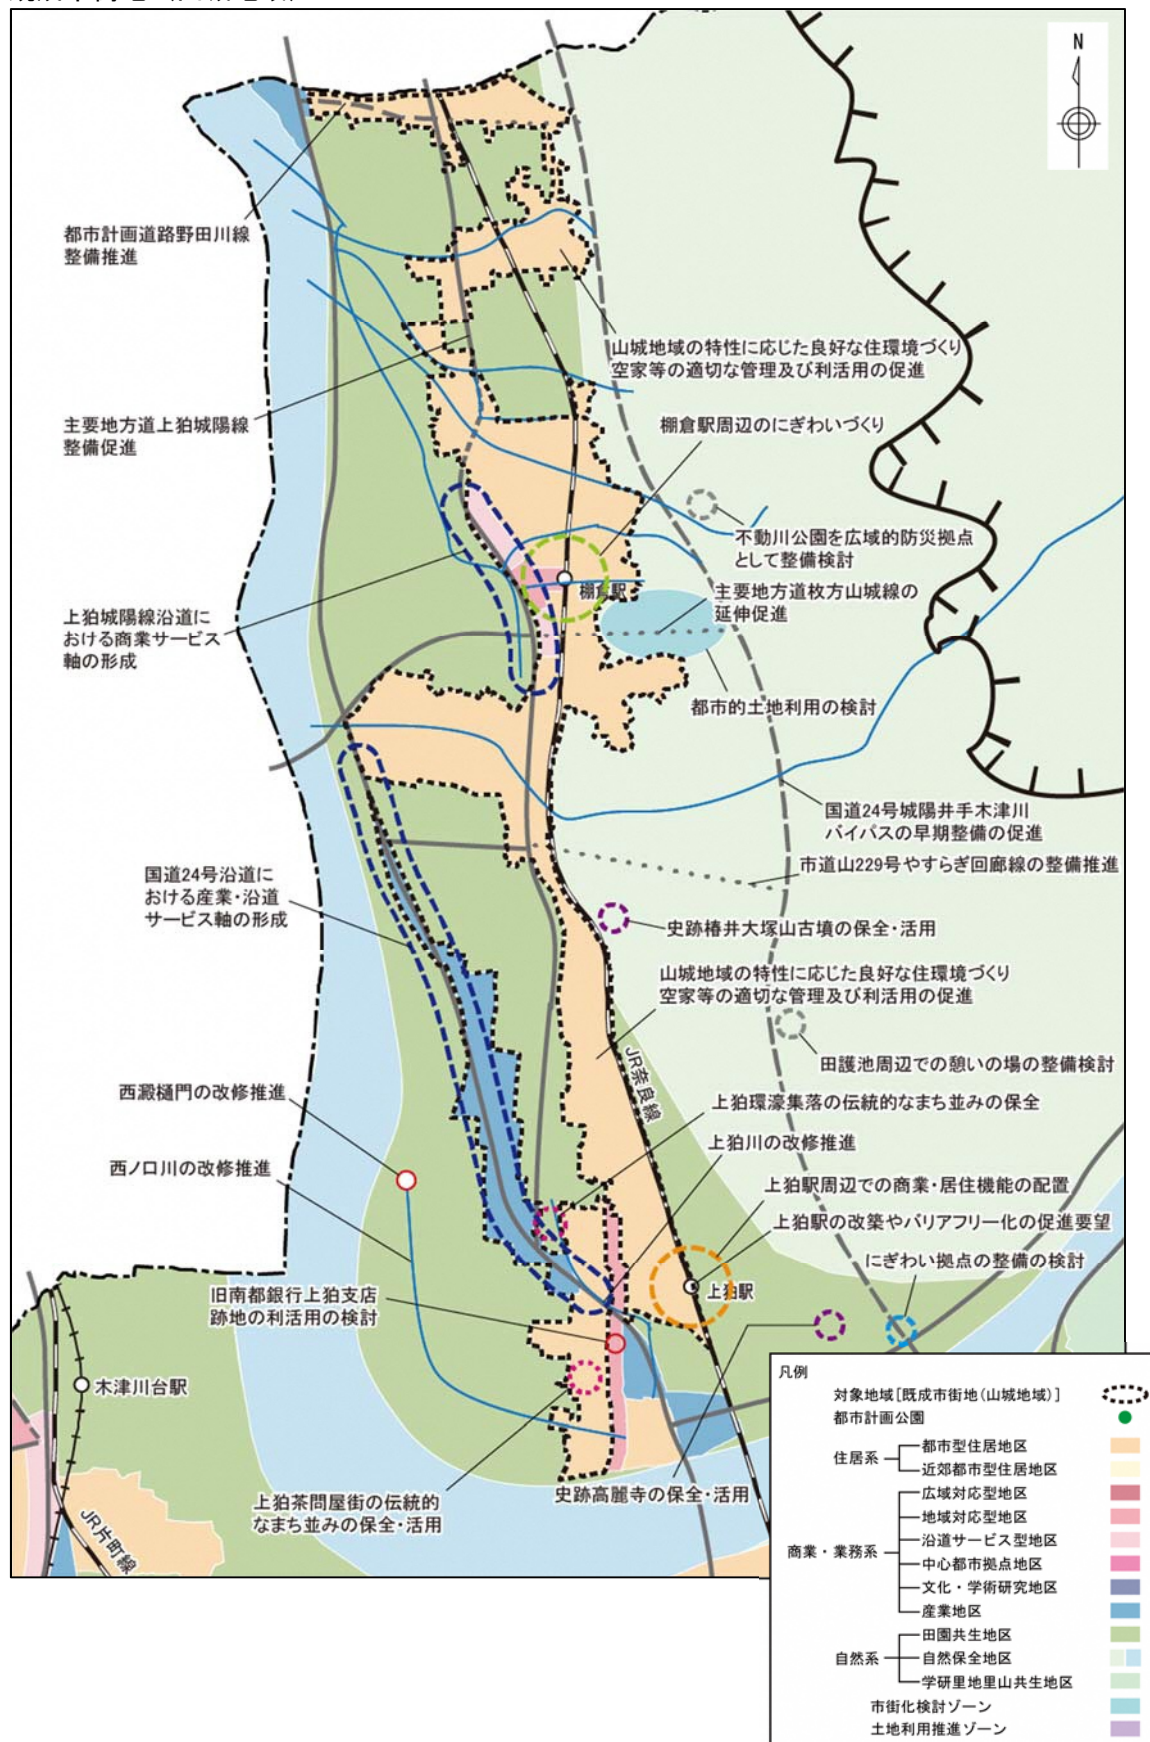 N
都市計画道路野田川線
整備推進
山城地域の特性に応じた良好な住環境づくり
空家等の適切な管理及び利活用の促進
主要地方道上狛城陽線
整備促進
棚倉駅周辺のにぎわいづくり
不動川公園を広域的防災拠点
として整備検討
棚倉駅
主要地方道枚方山城線の
延伸促進
上狛城陽線沿道に
おける商業サービス
軸の形成
都市的土地利用の検討
国道24号城陽井手木津川
バイパスの早期整備の促進
市道山229号やすらぎ回廊線の整備推進
国道24号沿道に
おける産業・沿道
サービス軸の形成
史跡椿井大塚山古墳の保全・活用
山城地域の特性に応じた良好な住環境づくり
空家等の適切な管理及び利活用の促進
田護池周辺での憩いの場の整備検討
JR奈良線
西澱樋門の改修推進
上狛環濠集落の伝統的なまち並みの保全
上狛川の改修推進
西ノ口川の改修推進
上狛駅周辺での商業・居住機能の配置
上狛駅の改築やバリアフリー化の促進要望
にぎわい拠点の整備の検討
旧南都銀行上狛支店
跡地の利活用の検討
上狛駅
木津川台駅
上狛茶問屋街の伝統的
なまち並みの保全・活用
史跡高麗寺の保全・活用
JR片町線
凡例
対象地域[既成市街地(山城地域)]
都市計画公園
住居系
都市型住居地区
近郊都市型住居地区
商業・業務系
広域対応型地区
地域対応型地区
沿道サービス型地区
中心都市拠点地区
文化・学術研究地区
産業地区
自然系
田園共生地区
自然保全地区
学研里地里山共生地区
市街化検討ゾーン
土地利用推進ゾーン